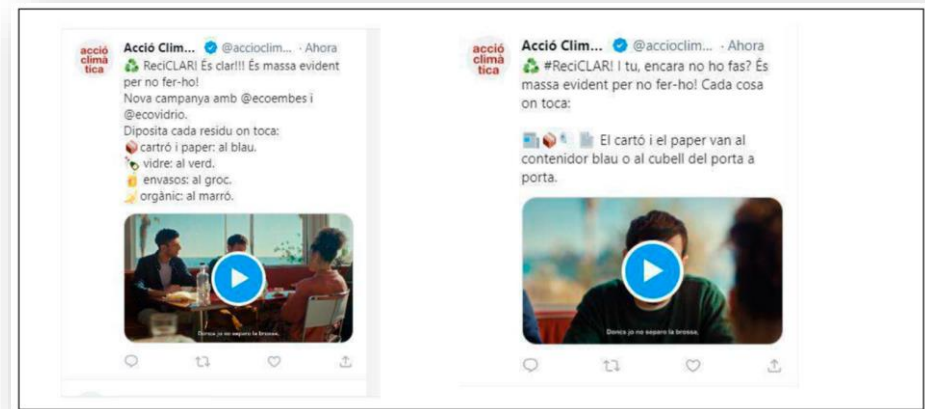 acció
climà
tica
Acció Clim... @accioclim... · Ahora
ReciCLAR! És clar!!! És massa evident
per no fer-ho!
Nova campanya amb @ecoembes i
@ecovidrio.
Diposita cada residu on toca:
cartró i paper: al blau.
vidre: al verd.
envasos: al groc.
orgànic: al marró.
Doncs jo no separo la brossa.
acció
climà
tica
Acció Clim... @accioclim... · Ahora
#ReciCLAR! I tu, encara no ho fas? És
massa evident per no fer-ho! Cada cosa
on toca:
El cartó i el paper van al
contenidor blau o al cubell del porta a
porta.
Doncs jo no separo la brossa.